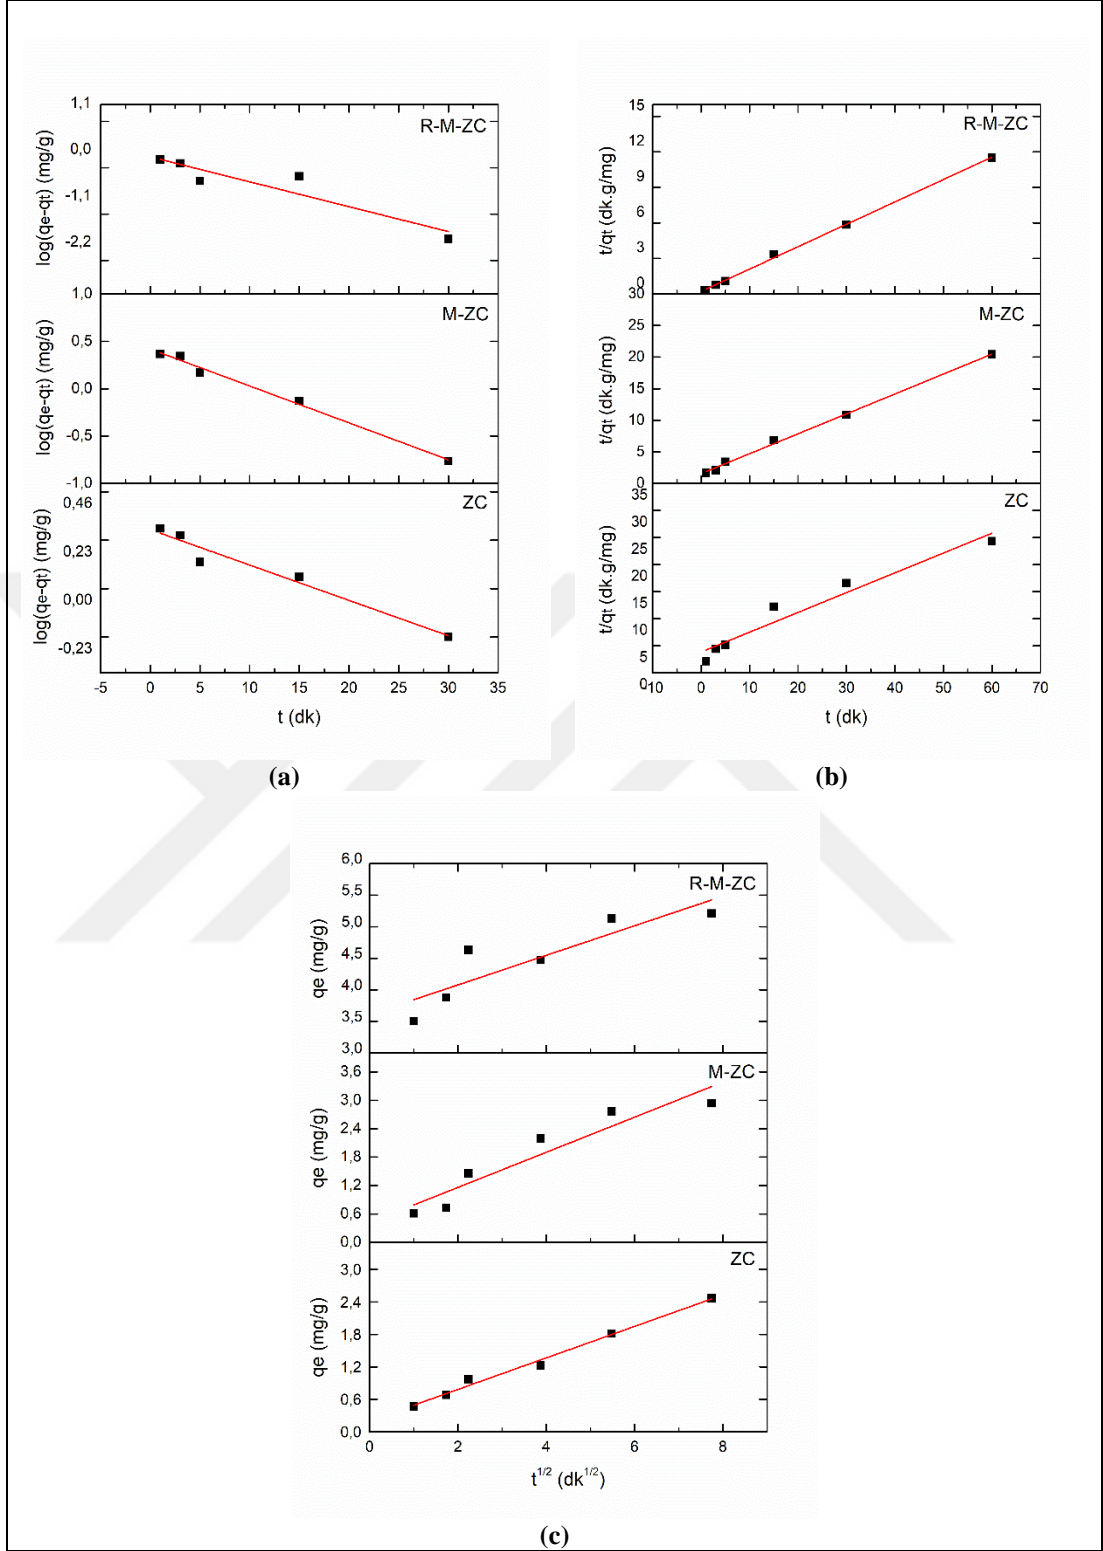 R-M-ZC
log(qe-qt) (mg/g)
1,1
0,0
-1,1
-2,2
M-ZC
log(qe-qt) (mg/g)
1,0
0,5
0,0
-0,5
-1,0
ZC
log(qe-qt) (mg/g)
0,46
0,23
0,00
-0,23
-5 0 5 10 15 20 25 30 35
t (dk)
(a)
R-M-ZC
t/qt (dk.g/mg)
15
12
9
6
3
0
M-ZC
t/qt (dk.g/mg)
30
25
20
15
10
5
0
ZC
t/qt (dk.g/mg)
35
30
25
20
15
10
5
0
-10 0 10 20 30 40 50 60 70
t (dk)
(b)
R-M-ZC
qe (mg/g)
6,0
5,5
5,0
4,5
4,0
3,5
3,0
M-ZC
qe (mg/g)
3,6
3,0
2,4
1,8
1,2
0,6
0,0
ZC
qe (mg/g)
3,0
2,4
1,8
1,2
0,6
0,0
0 2 4 6 8
t^1/2 (dk^1/2)
(c)